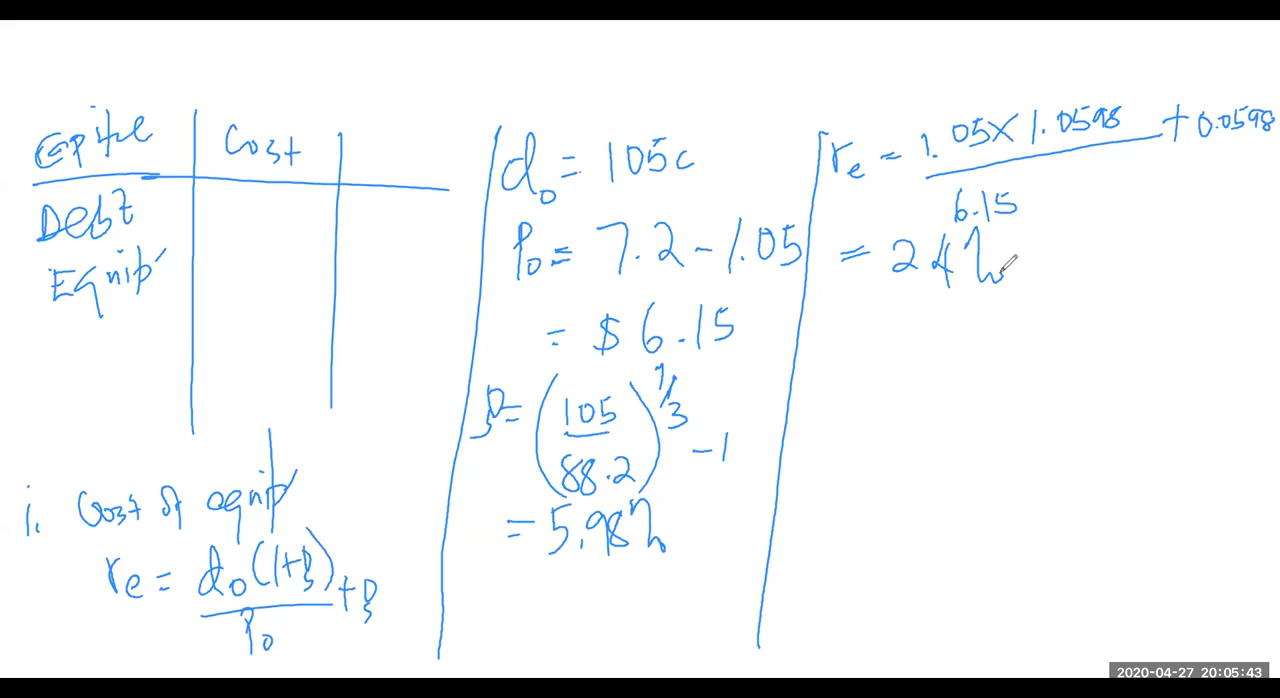 Capital | Cost
Debt
Equity
i. Cost of equity
re = d₀(1+g)/P₀ + g
d₀ = 105c
P₀ = 7.2 - 1.05
= $ 6.15
g = (105/88.2)^1/3 - 1
= 5.98%
re = 1.05 × 1.0598/6.15 + 0.0598
= 24%
2020-04-27 20:05:43